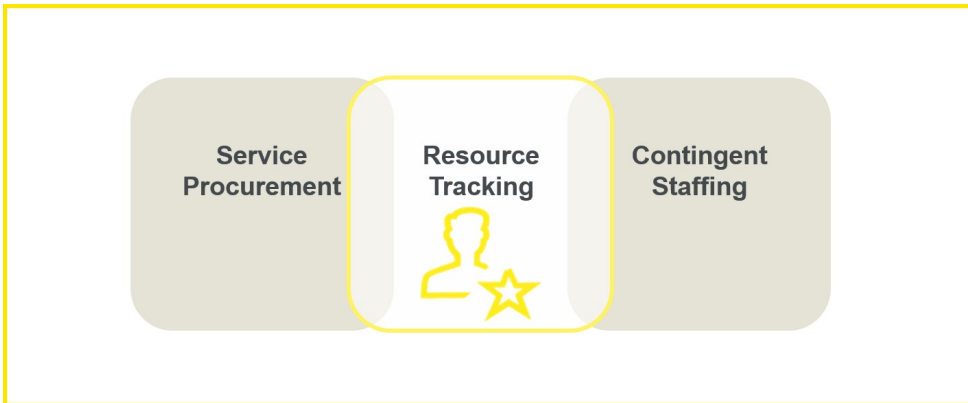 Service
Procurement
Resource
Tracking
Contingent
Staffing